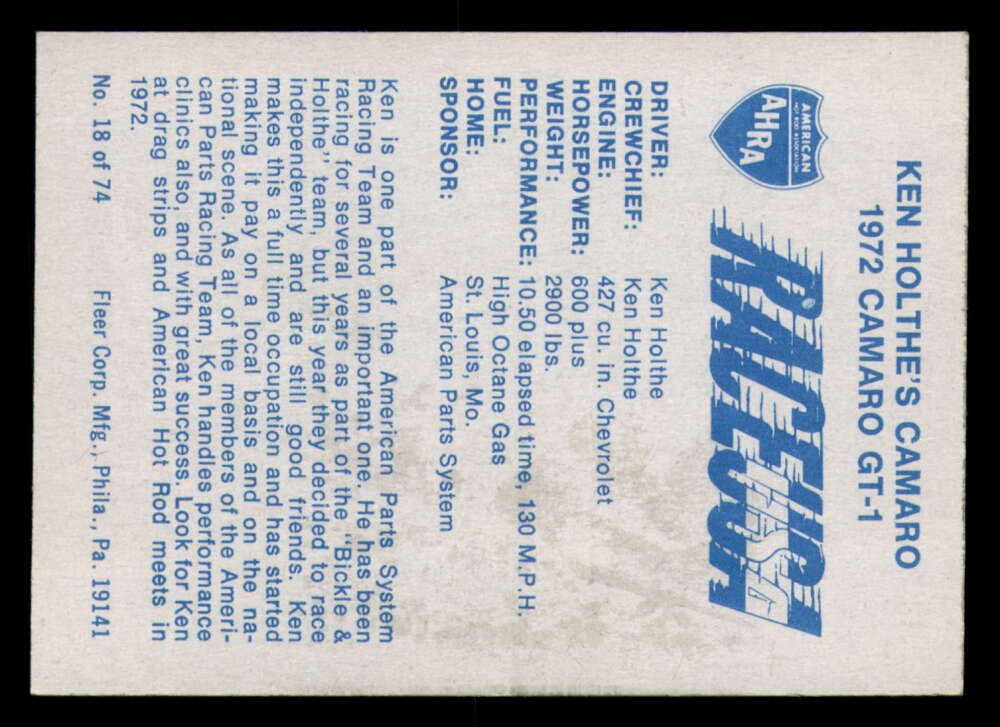 KEN HOLTHE'S CAMARO
1972 CAMARO GT-1
AMERICAN
HOT ROD ASSOCIATION
AHRA
RACE USA
DRIVER: Ken Holthe
CREWCHIEF: Ken Holthe
ENGINE: 427 cu. in. Chevrolet
HORSEPOWER: 600 plus
WEIGHT: 2900 lbs.
PERFORMANCE: 10.50 elapsed time, 130 M.P.H.
FUEL: High Octane Gas
HOME: St. Louis, Mo.
SPONSOR: American Parts System
Ken is one part of the American Parts System
Racing Team and an important one. He has been
racing for several years as part of the "Bickle &
Holthe" team, but this year they decided to race
independently and are still good friends. Ken
makes this a full time occupation and has started
making it pay on a local basis and on the na-
tional scene. As all of the members of the Ameri-
can Parts Racing Team, Ken handles performance
clinics also, and with great success. Look for Ken
at drag strips and American Hot Rod meets in
1972.
No. 18 of 74 Fleer Corp. Mfg., Phila., Pa. 19141